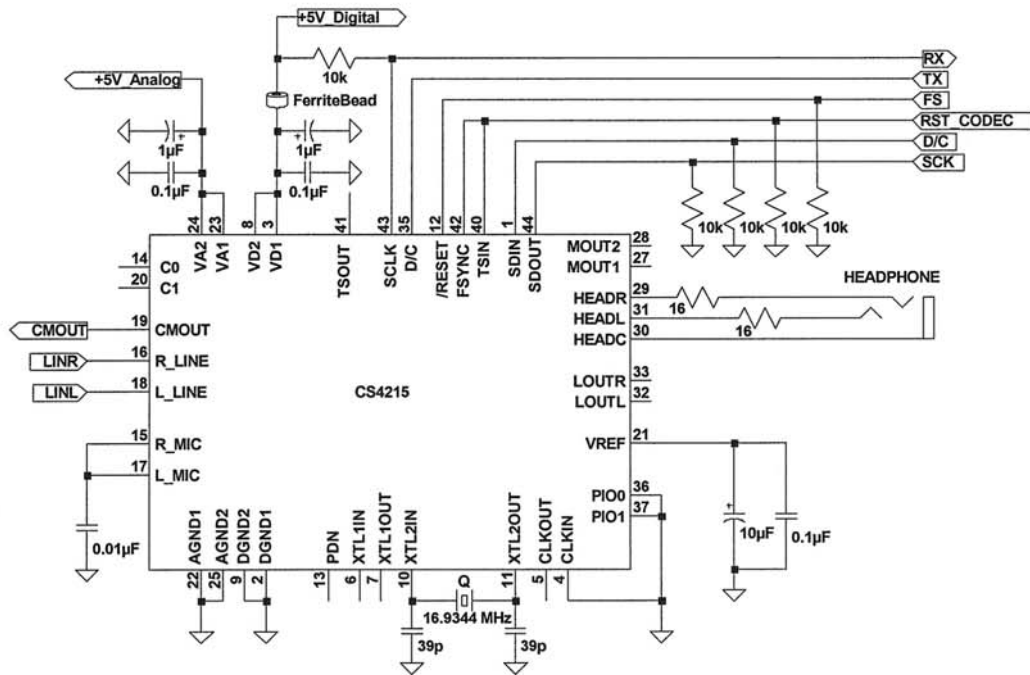 +5V_Digital
10k
RX
+5V_Analog
TX
FerriteBead
FS
RST_CODEC
1µF
1µF
D/C
SCK
0.1µF
0.1µF
10k
10k
10k
10k
24
23
8
3
41
43
35
12
42
40
1
44
VA2
VA1
VD2
VD1
TSOUT
SCLK
D/C
/RESET
FSYNC
TSIN
SDIN
SDOUT
14
C0
20
C1
MOUT2
28
MOUT1
27
HEADPHONE
HEADR
29
16
HEADL
31
16
HEADC
30
CMOUT
19
CMOUT
LINR
16
R_LINE
LINL
18
L_LINE
CS4215
LOUTR
33
LOUTL
32
15
R_MIC
17
L_MIC
VREF
21
PIO0
36
PIO1
37
0.01µF
10µF
0.1µF
AGND1
AGND2
DGND2
DGND1
PDN
XTL1IN
XTL1OUT
XTL2IN
XTL2OUT
CLKOUT
CLKIN
22
25
9
2
13
6
7
10
11
5
4
Q
16.9344 MHz
39p
39p